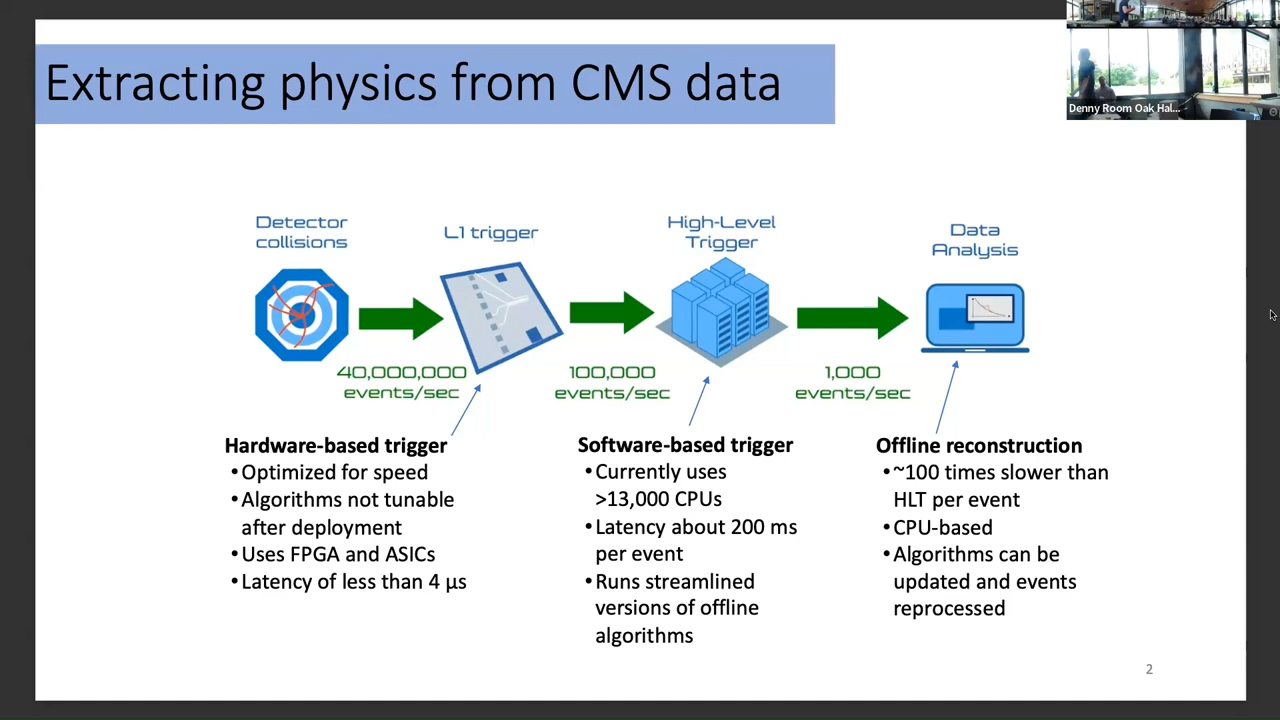 Extracting physics from CMS data
Denny Room Oak Hal...
Detector
collisions
L1 trigger
High-Level
Trigger
Data
Analysis
40,000,000
events/sec
100,000
events/sec
1,000
events/sec
Hardware-based trigger
•Optimized for speed
•Algorithms not tunable
after deployment
•Uses FPGA and ASICs
•Latency of less than 4 µs
Software-based trigger
•Currently uses
>13,000 CPUs
•Latency about 200 ms
per event
•Runs streamlined
versions of offline
algorithms
Offline reconstruction
•~100 times slower than
HLT per event
•CPU-based
•Algorithms can be
updated and events
reprocessed
2